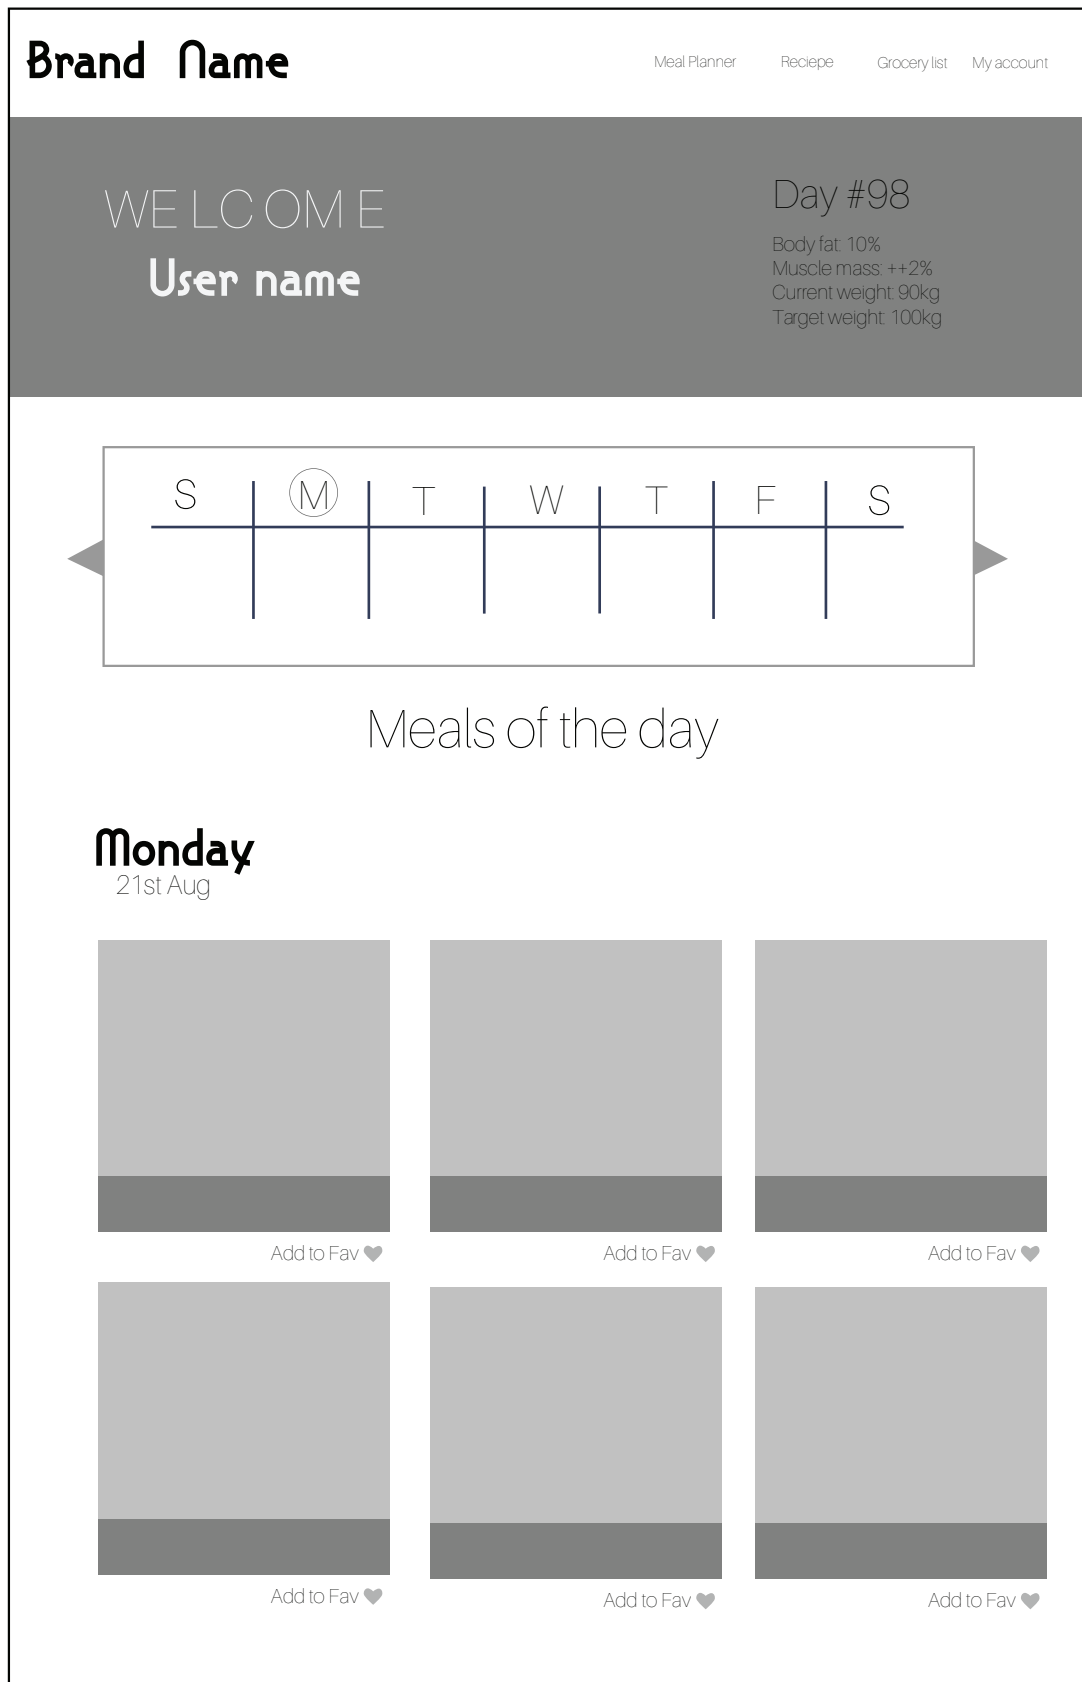 Brand Name
Meal Planner
Reciepe
Grocery list
My account
WELCOME
User name
Day #98
Body fat: 10%
Muscle mass: ++2%
Current weight: 90kg
Target weight: 100kg
S M T W T F S
Meals of the day
Monday
21st Aug
Add to Fav
Add to Fav
Add to Fav
Add to Fav
Add to Fav
Add to Fav